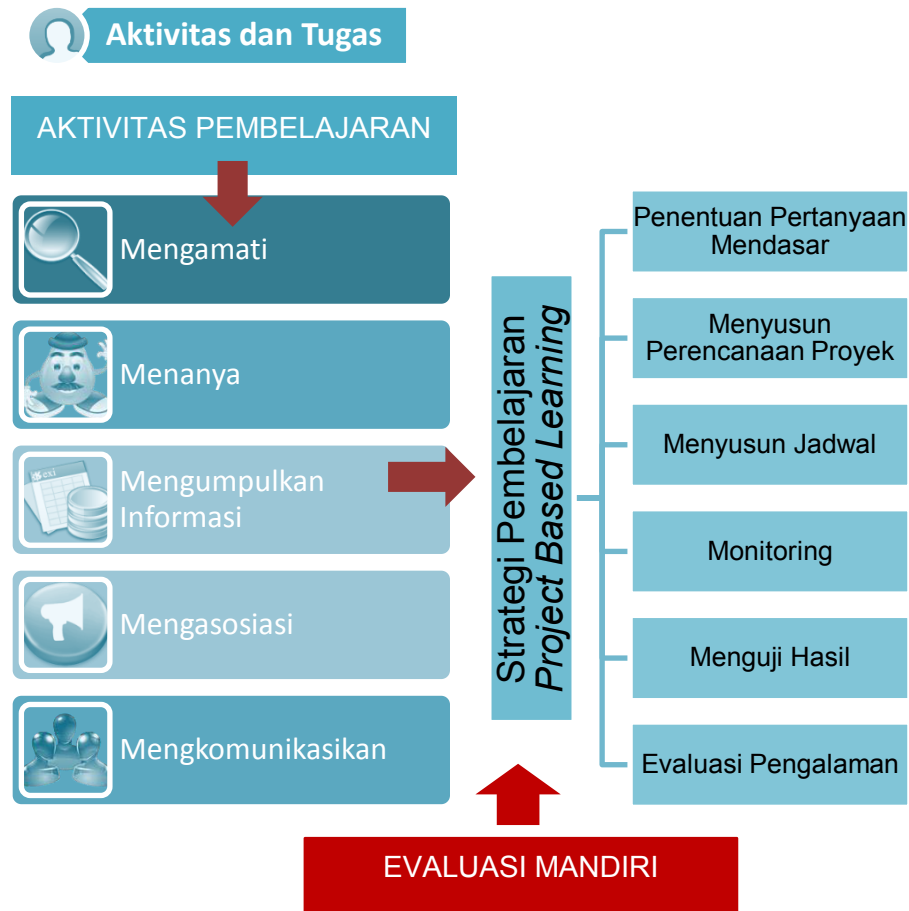 Aktivitas dan Tugas
AKTIVITAS PEMBELAJARAN
Mengamati
Menanya
Mengumpulkan
Informasi
Mengasosiasi
Mengkomunikasikan
Strategi Pembelajaran
Project Based Learning
Penentuan Pertanyaan
Mendasar
Menyusun
Perencanaan Proyek
Menyusun Jadwal
Monitoring
Menguji Hasil
Evaluasi Pengalaman
EVALUASI MANDIRI